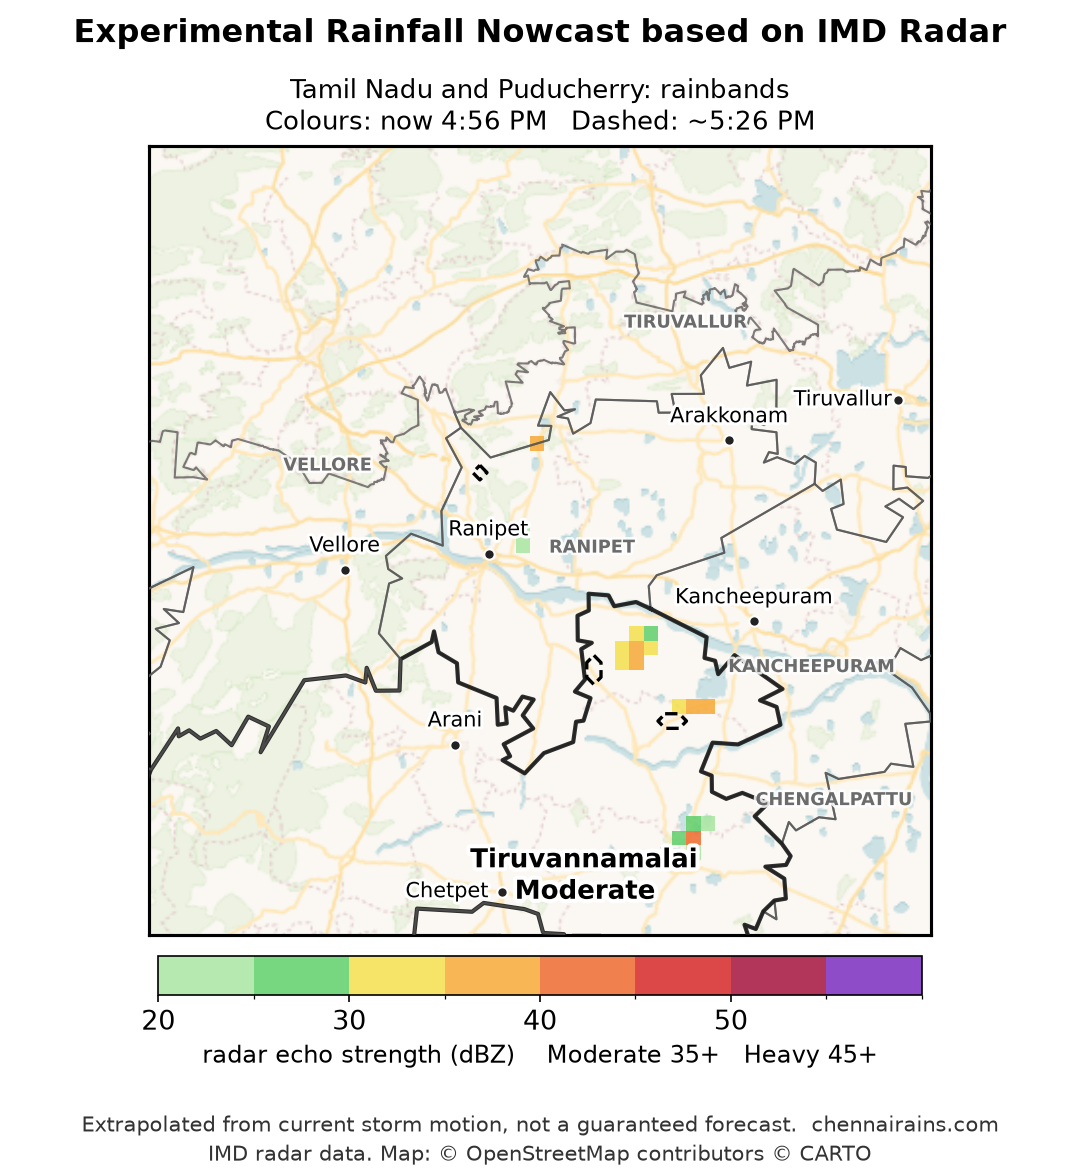 Experimental Rainfall Nowcast based on IMD Radar
Tamil Nadu and Puducherry: rainbands
Colours: now 4:56 PM   Dashed: ~5:26 PM
TIRUVALLUR
Tiruvallur
Arakkonam
VELLORE
Ranipet
Vellore
RANIPET
Kancheepuram
KANCHEEPURAM
Arani
CHENGALPATTU
Tiruvannamalai
Moderate
Chetpet
20 30 40 50
radar echo strength (dBZ)   Moderate 35+   Heavy 45+
Extrapolated from current storm motion, not a guaranteed forecast.  chennairains.com
IMD radar data. Map: © OpenStreetMap contributors © CARTO